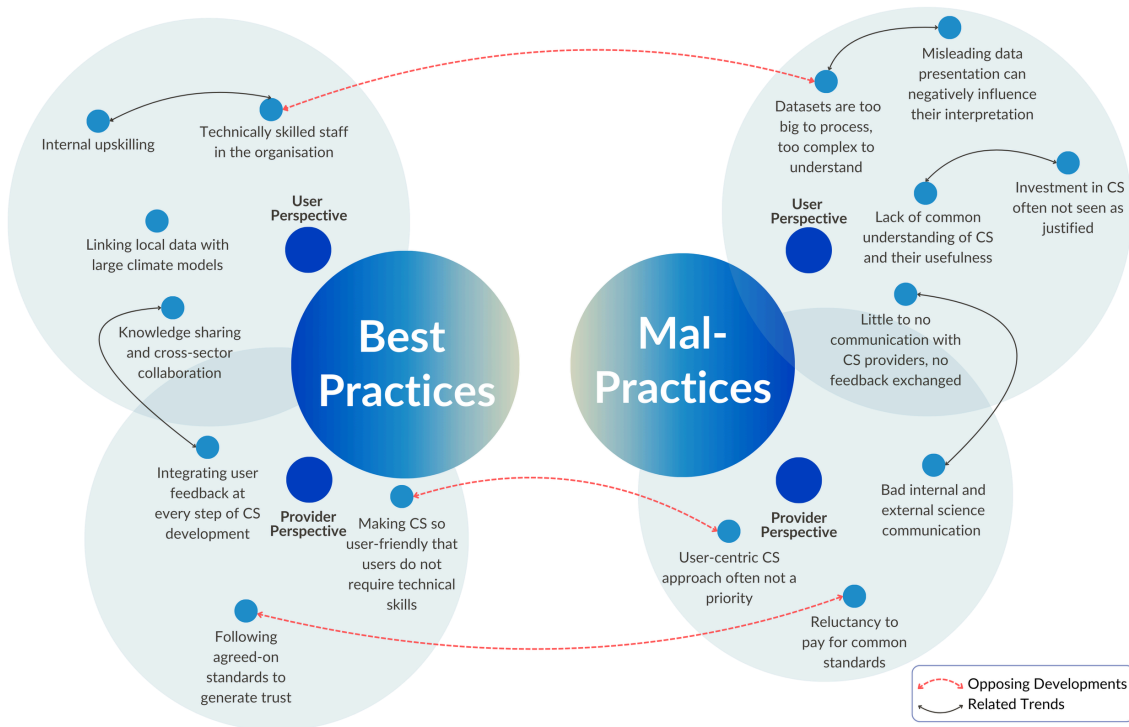 Internal upskilling
Technically skilled staff
in the organisation
User
Perspective
Linking local data with
large climate models
Knowledge sharing
and cross-sector
collaboration
Best
Practices
Integrating user
feedback at
every step of CS
development
Provider
Perspective
Making CS so
user-friendly that
users do not
require technical
skills
Following
agreed-on
standards to
generate trust
Misleading data
presentation can
negatively influence
their interpretation
Datasets are too
big to process,
too complex to
understand
Investment in CS
often not seen as
justified
User
Perspective
Lack of common
understanding of CS
and their usefulness
Mal-
Practices
Little to no
communication with
CS providers, no
feedback exchanged
Bad internal and
external science
communication
Provider
Perspective
User-centric CS
approach often not a
priority
Reluctancy to
pay for common
standards
Opposing Developments
Related Trends